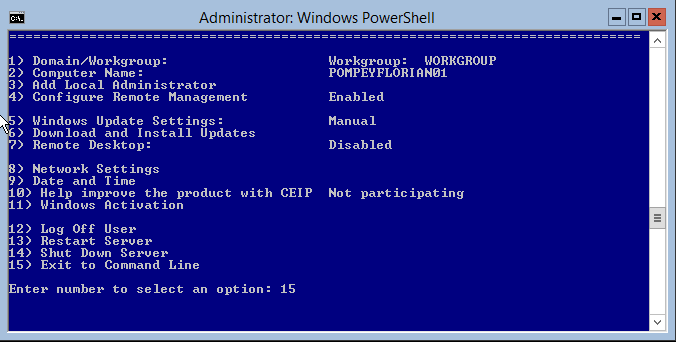 Administrator: Windows PowerShell
===============================================================================
1) Domain/Workgroup: Workgroup: WORKGROUP
2) Computer Name: POMPEYFLORIAN01
3) Add Local Administrator
4) Configure Remote Management Enabled
5) Windows Update Settings: Manual
6) Download and Install Updates
7) Remote Desktop: Disabled
8) Network Settings
9) Date and Time
10) Help improve the product with CEIP Not participating
11) Windows Activation
12) Log Off User
13) Restart Server
14) Shut Down Server
15) Exit to Command Line
Enter number to select an option: 15